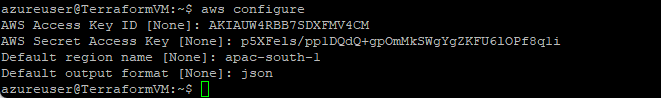 azureuser@TerraformVM:~$ aws configure
AWS Access Key ID [None]: AKIAUW4RBB7SDXFMV4CM
AWS Secret Access Key [None]: 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
Default region name [None]: apac-south-1
Default output format [None]: json
azureuser@TerraformVM:~$